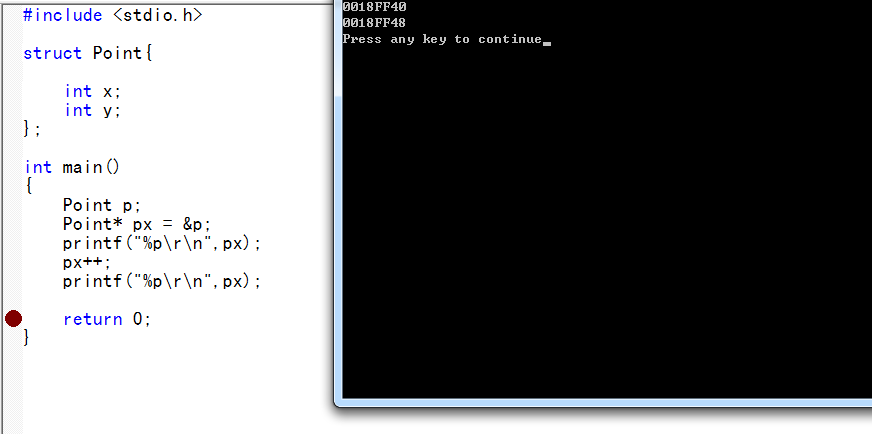 #include <stdio.h>
struct Point{
int x;
int y;
};
int main()
{
Point p;
Point* px = &p;
printf("%p\r\n",px);
px++;
printf("%p\r\n",px);
return 0;
}
0018FF40
0018FF48
Press any key to continue